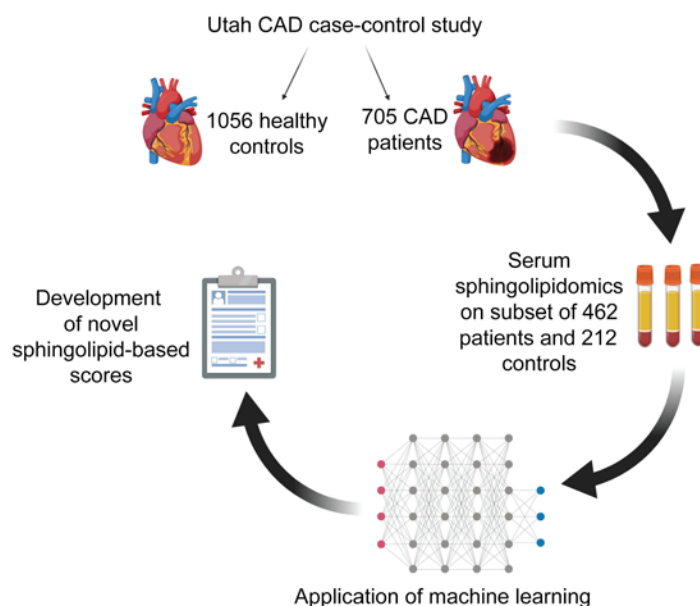 Utah CAD case-control study
1056 healthy
controls
705 CAD
patients
Serum
sphingolipidomics
on subset of 462
patients and 212
controls
Development
of novel
sphingolipid-based
scores
Application of machine learning